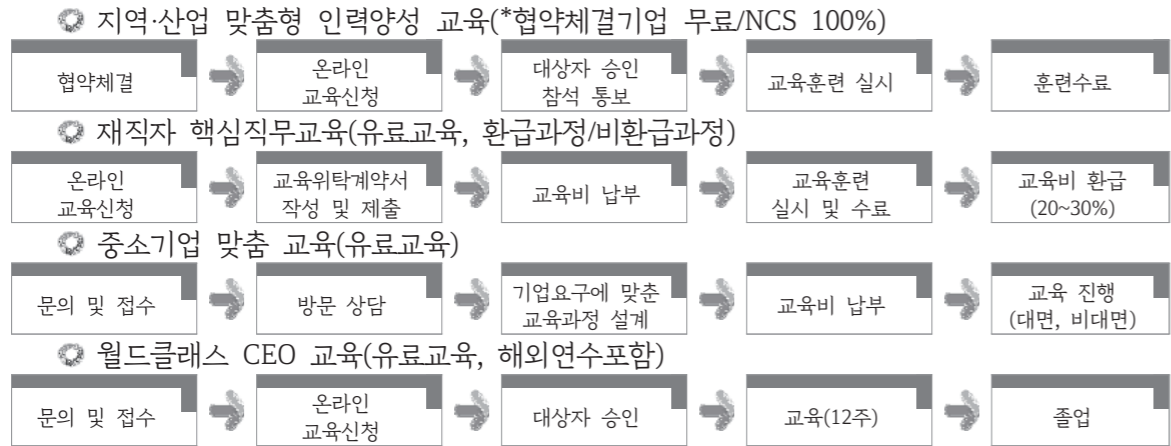 지역·산업 맞춤형 인력양성 교육(*협약체결기업 무료/NCS 100%)
협약체결
온라인
교육신청
대상자 승인
참석 통보
교육훈련 실시
훈련수료
재직자 핵심직무교육(유료교육, 환급과정/비환급과정)
온라인
교육신청
교육위탁계약서
작성 및 제출
교육비 납부
교육훈련
실시 및 수료
교육비 환급
(20~30%)
중소기업 맞춤 교육(유료교육)
문의 및 접수
방문 상담
기업요구에 맞춘
교육과정 설계
교육비 납부
교육 진행
(대면, 비대면)
월드클래스 CEO 교육(유료교육, 해외연수포함)
문의 및 접수
온라인
교육신청
대상자 승인
교육(12주)
졸업